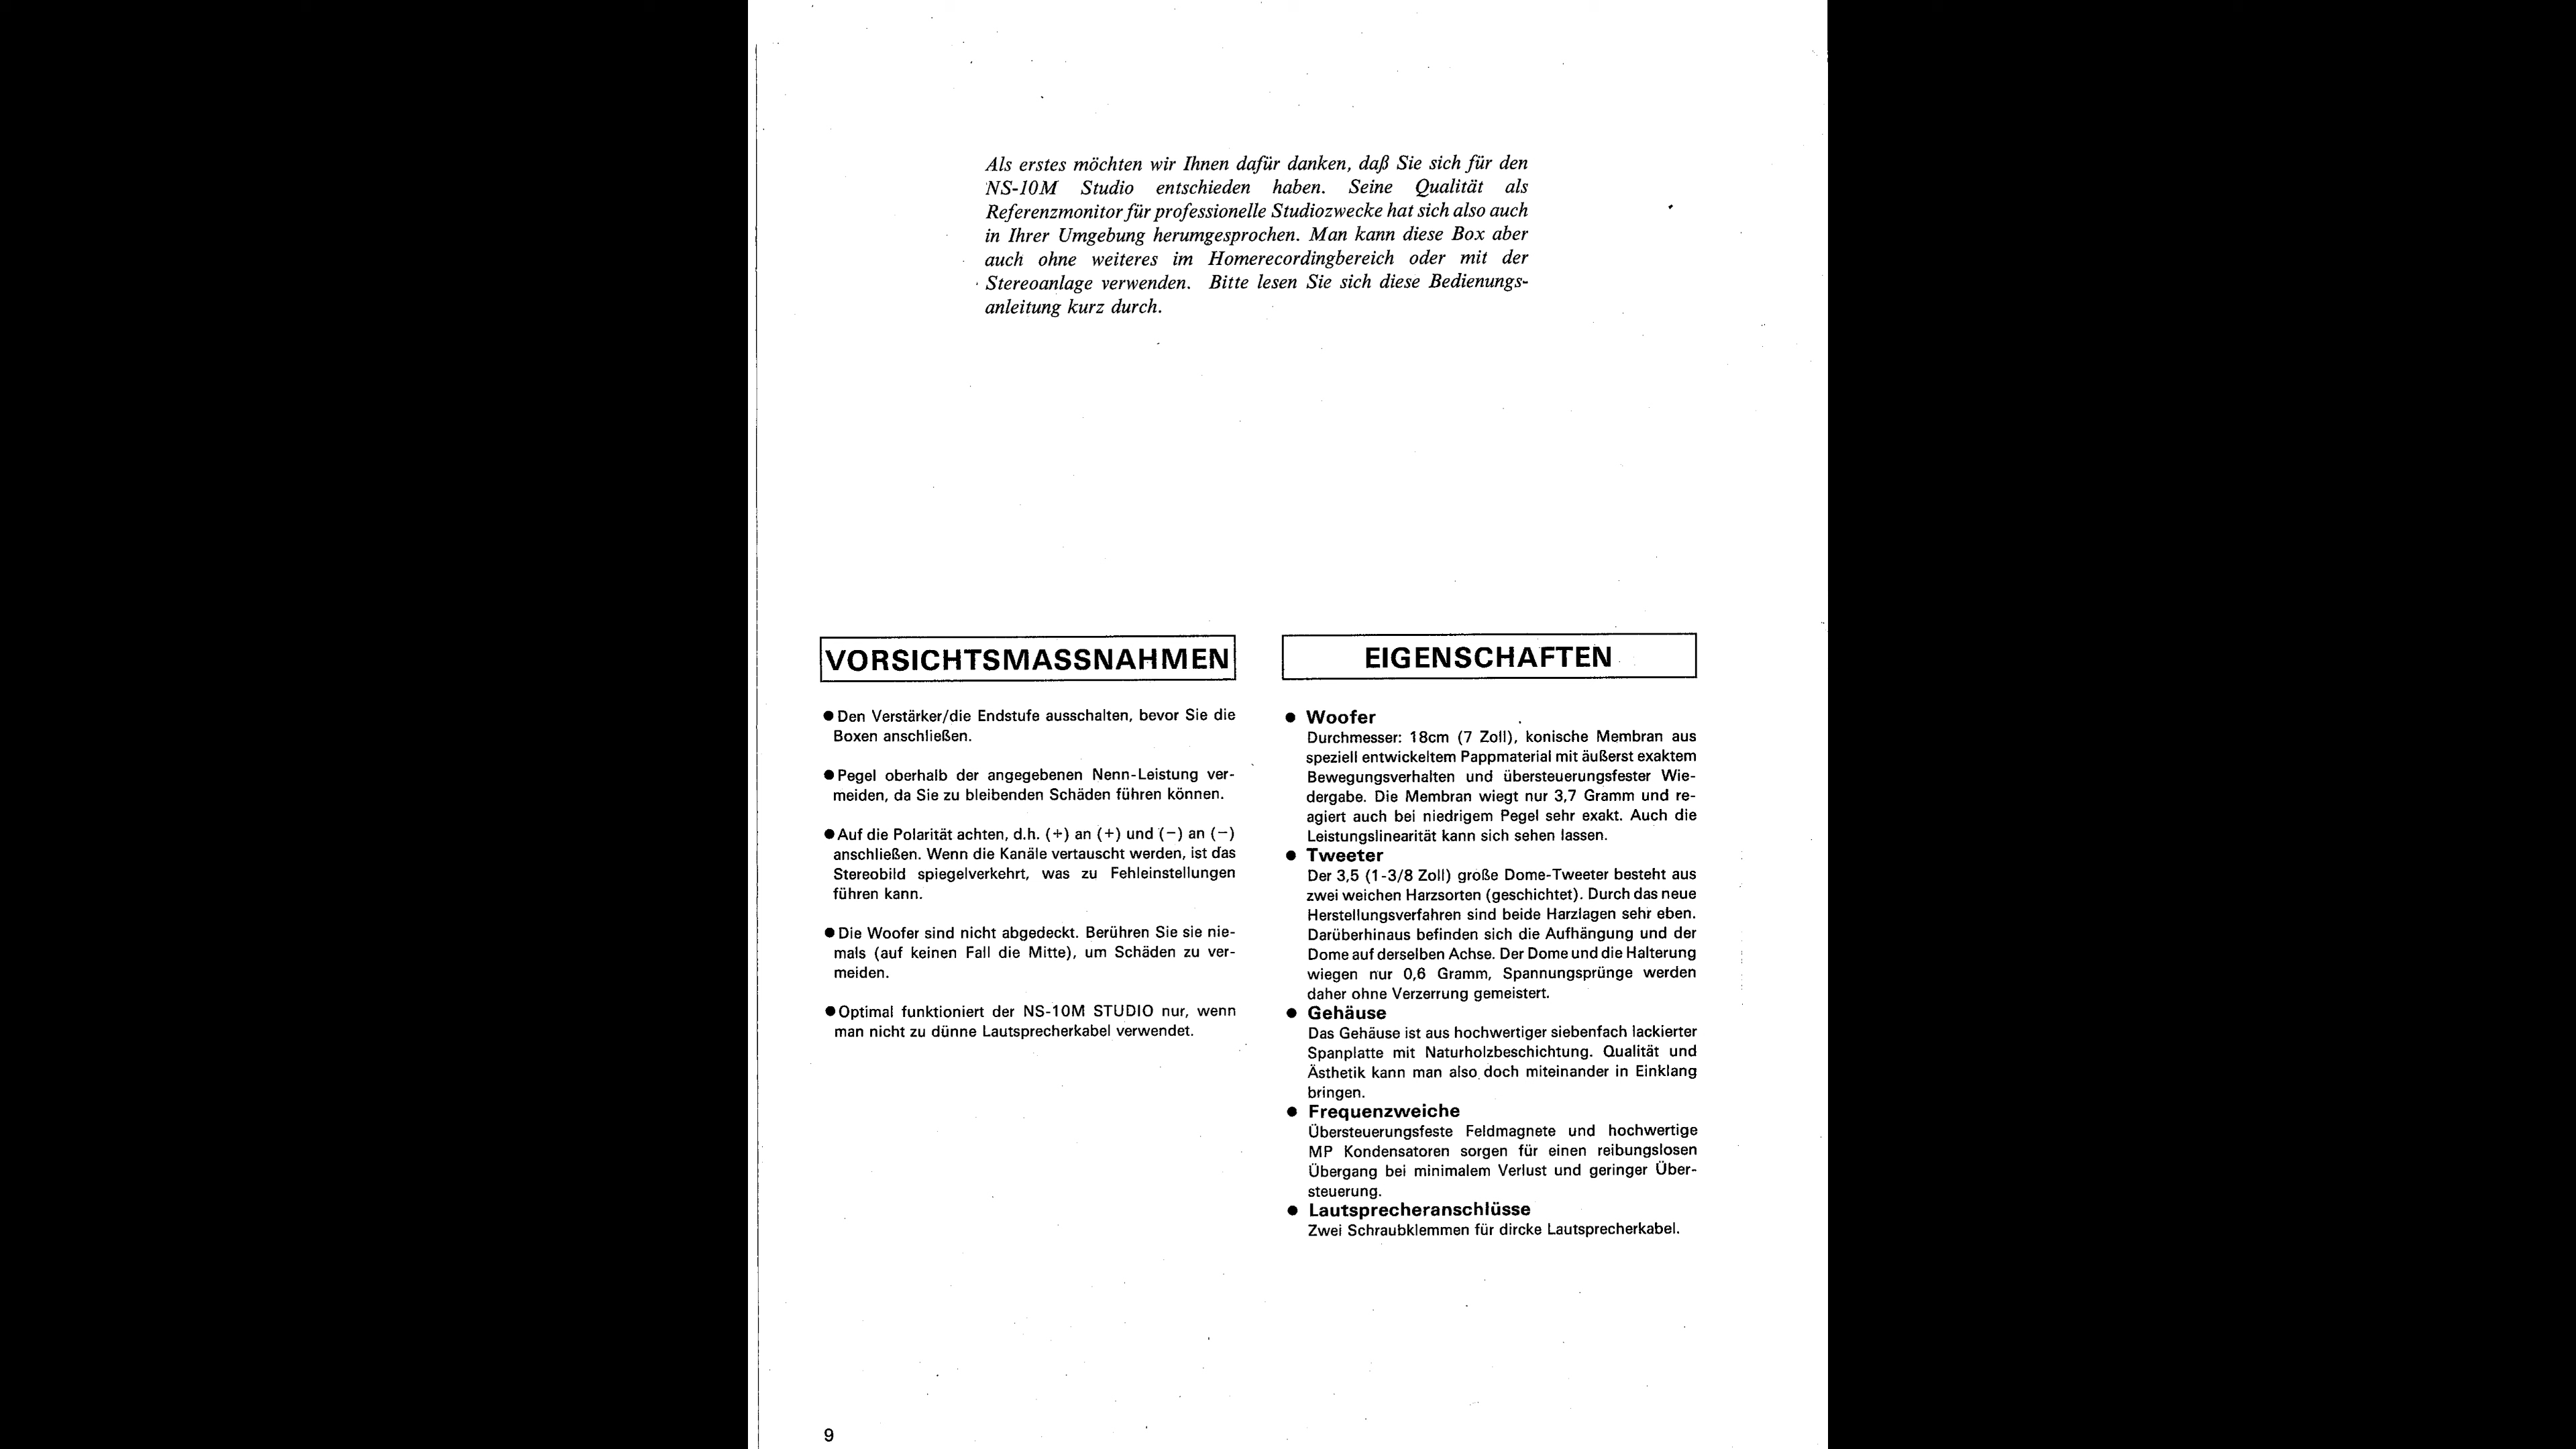 Als erstes möchten wir Ihnen dafür danken, daß Sie sich für den
NS-10M Studio entschieden haben. Seine Qualität als
Referenzmonitor für professionelle Studiozwecke hat sich also auch
in Ihrer Umgebung herumgesprochen. Man kann diese Box aber
auch ohne weiteres im Homerecordingbereich oder mit der
Stereoanlage verwenden. Bitte lesen Sie sich diese Bedienungs-
anleitung kurz durch.
VORSICHTSMASSNAHMEN
● Den Verstärker/die Endstufe ausschalten, bevor Sie die
Boxen anschließen.
● Pegel oberhalb der angegebenen Nenn-Leistung ver-
meiden, da Sie zu bleibenden Schäden führen können.
● Auf die Polarität achten, d.h. (+) an (+) und (−) an (−)
anschließen. Wenn die Kanäle vertauscht werden, ist das
Stereobild spiegelverkehrt, was zu Fehleinstellungen
führen kann.
● Die Woofer sind nicht abgedeckt. Berühren Sie sie nie-
mals (auf keinen Fall die Mitte), um Schäden zu ver-
meiden.
● Optimal funktioniert der NS-10M STUDIO nur, wenn
man nicht zu dünne Lautsprecherkabel verwendet.
EIGENSCHAFTEN
● Woofer
Durchmesser: 18cm (7 Zoll), konische Membran aus
speziell entwickeltem Pappmaterial mit äußerst exaktem
Bewegungsverhalten und übersteuerungsfester Wie-
dergabe. Die Membran wiegt nur 3,7 Gramm und re-
agiert auch bei niedrigem Pegel sehr exakt. Auch die
Leistungslinearität kann sich sehen lassen.
● Tweeter
Der 3,5 (1-3/8 Zoll) große Dome-Tweeter besteht aus
zwei weichen Harzsorten (geschichtet). Durch das neue
Herstellungsverfahren sind beide Harzlagen sehr eben.
Darüberhinaus befinden sich die Aufhängung und der
Dome auf derselben Achse. Der Dome und die Halterung
wiegen nur 0,6 Gramm, Spannungsprünge werden
daher ohne Verzerrung gemeistert.
● Gehäuse
Das Gehäuse ist aus hochwertiger siebenfach lackierter
Spanplatte mit Naturholzbeschichtung. Qualität und
Ästhetik kann man also doch miteinander in Einklang
bringen.
● Frequenzweiche
Übersteuerungsfeste Feldmagnete und hochwertige
MP Kondensatoren sorgen für einen reibungslosen
Übergang bei minimalem Verlust und geringer Über-
steuerung.
● Lautsprecheranschlüsse
Zwei Schraubklemmen für dircke Lautsprecherkabel.
9